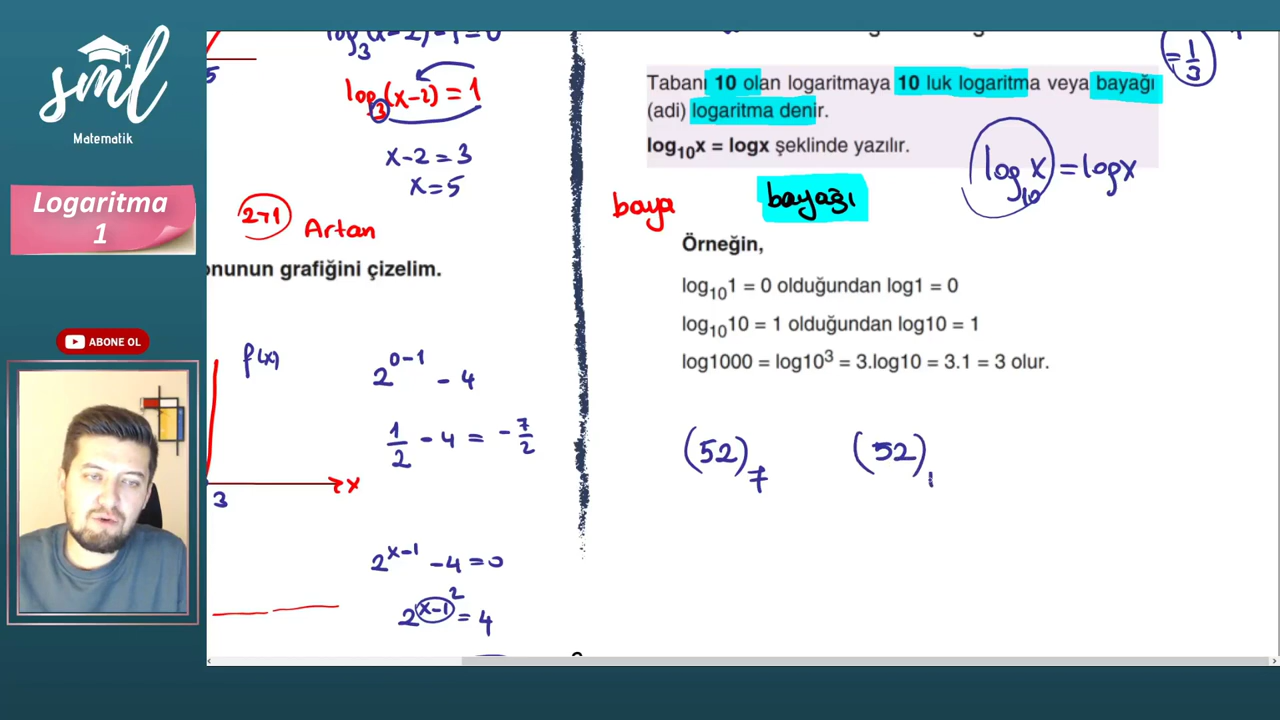 sml
Matematik
Logaritma
1
ABONE OL
5
log₃(x-2) = 1
x-2 = 3
x = 5
2>1
Artan
onunun grafiğini çizelim.
f(x)
x
3
2^(0-1) - 4
1/2 - 4 = -7/2
2^(x-1) - 4 = 0
2^(x-1) = 4
2
= 1/3
Tabanı 10 olan logaritmaya 10 luk logaritma veya bayağı
(adi) logaritma denir.
log₁₀x = logx şeklinde yazılır.
log₁₀x = logx
baya
bayağı
Örneğin,
log₁₀1 = 0 olduğundan log1 = 0
log₁₀10 = 1 olduğundan log10 = 1
log1000 = log10³ = 3.log10 = 3.1 = 3 olur.
(52)₇ (52)